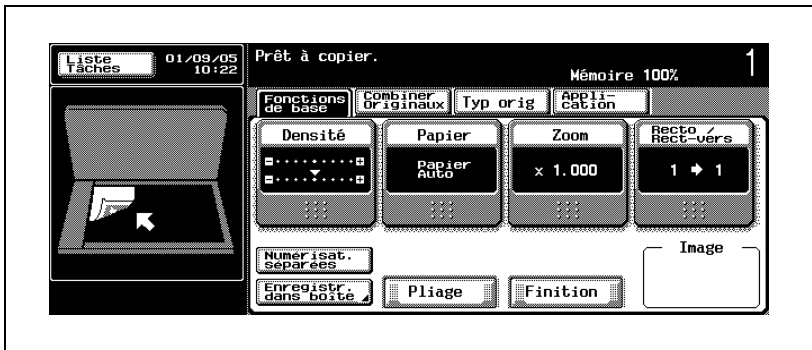 Liste
Tâches
01/09/05
10:22
Prêt à copier.
Mémoire 100%
1
Fonctions
de base
Combiner
Originaux
Typ orig
Appli-
cation
Densité
Papier
Zoom
Recto /
Rect-vers
Papier
Auto
x 1.000
1 → 1
Numérisat.
séparées
Image
Enregistr.
dans boîte
Pliage
Finition